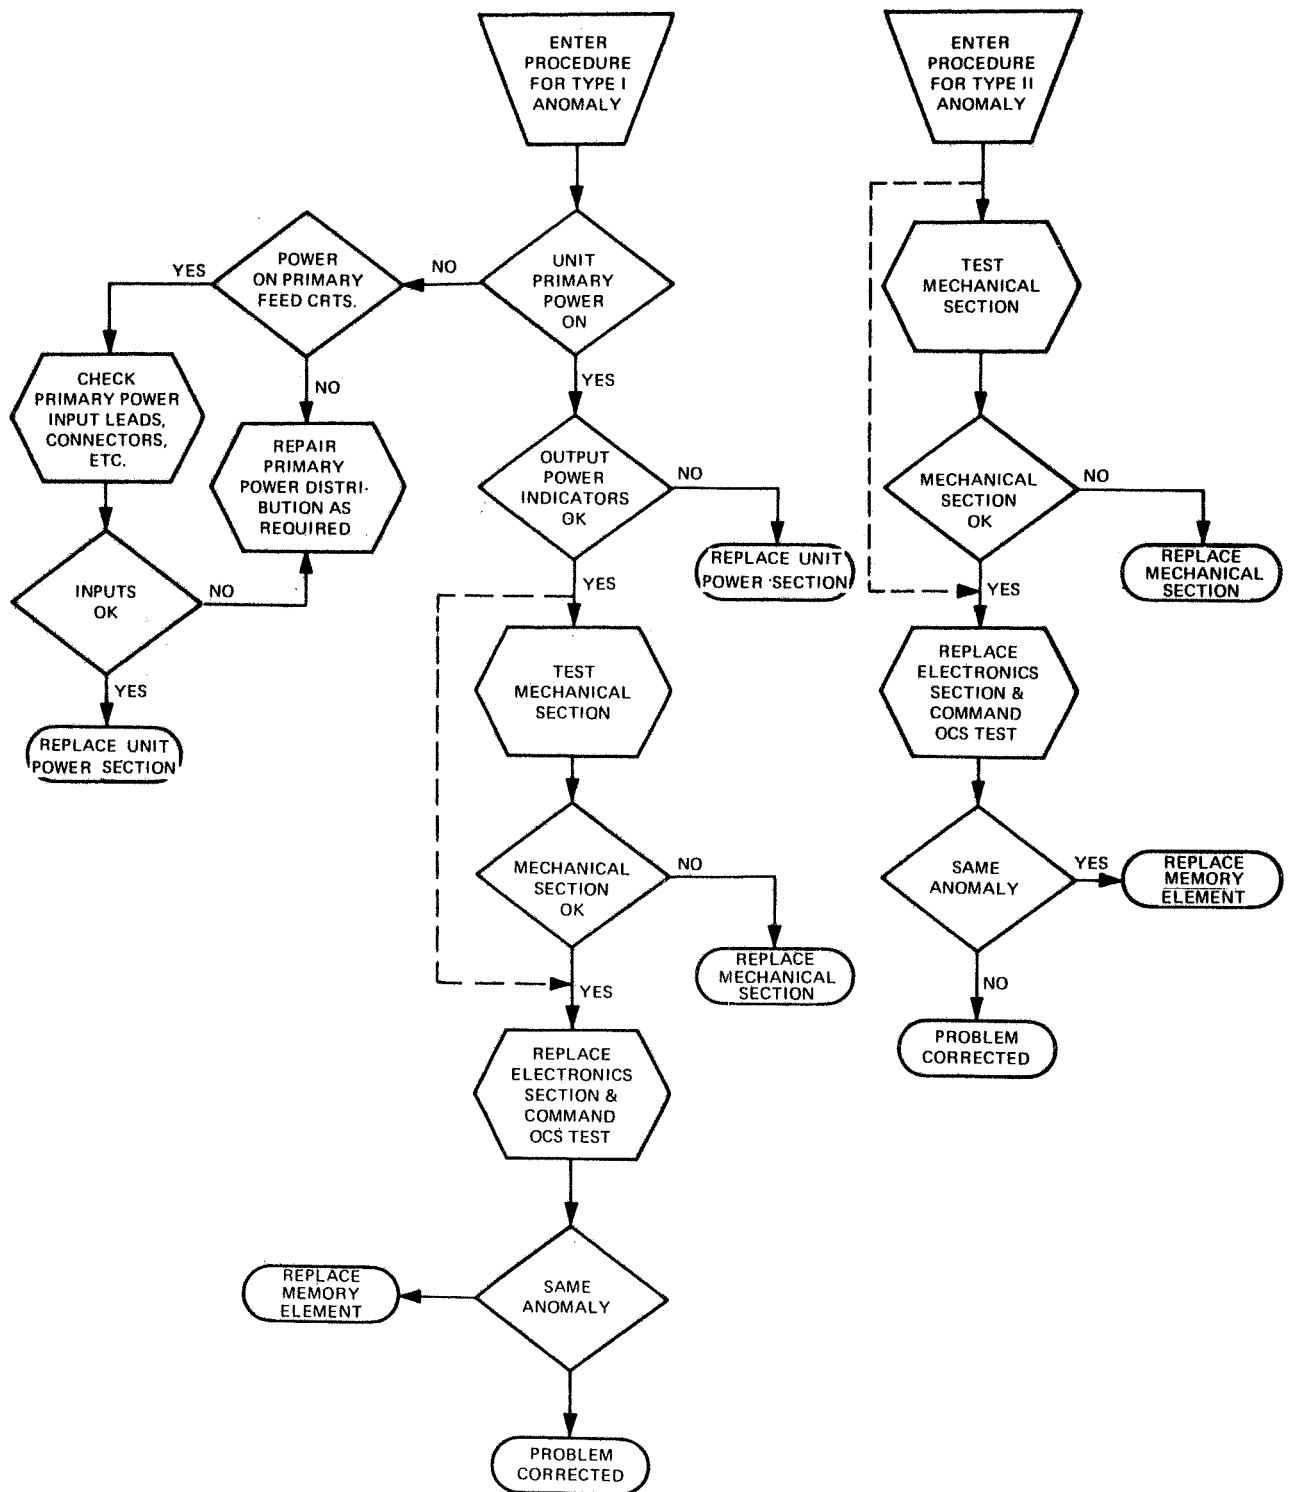 ENTER
PROCEDURE
FOR TYPE I
ANOMALY
UNIT
PRIMARY
POWER
ON
NO
POWER
ON PRIMARY
FEED CRTS.
YES
CHECK
PRIMARY POWER
INPUT LEADS,
CONNECTORS,
ETC.
NO
REPAIR
PRIMARY
POWER DISTRI-
BUTION AS
REQUIRED
INPUTS
OK
NO
YES
REPLACE UNIT
POWER SECTION
YES
OUTPUT
POWER
INDICATORS
OK
NO
REPLACE UNIT
POWER SECTION
YES
TEST
MECHANICAL
SECTION
MECHANICAL
SECTION
OK
NO
REPLACE
MECHANICAL
SECTION
YES
REPLACE
ELECTRONICS
SECTION &
COMMAND
OCS TEST
SAME
ANOMALY
REPLACE
MEMORY
ELEMENT
PROBLEM
CORRECTED
ENTER
PROCEDURE
FOR TYPE II
ANOMALY
TEST
MECHANICAL
SECTION
MECHANICAL
SECTION
OK
NO
REPLACE
MECHANICAL
SECTION
YES
REPLACE
ELECTRONICS
SECTION &
COMMAND
OCS TEST
SAME
ANOMALY
YES
REPLACE
MEMORY
ELEMENT
NO
PROBLEM
CORRECTED